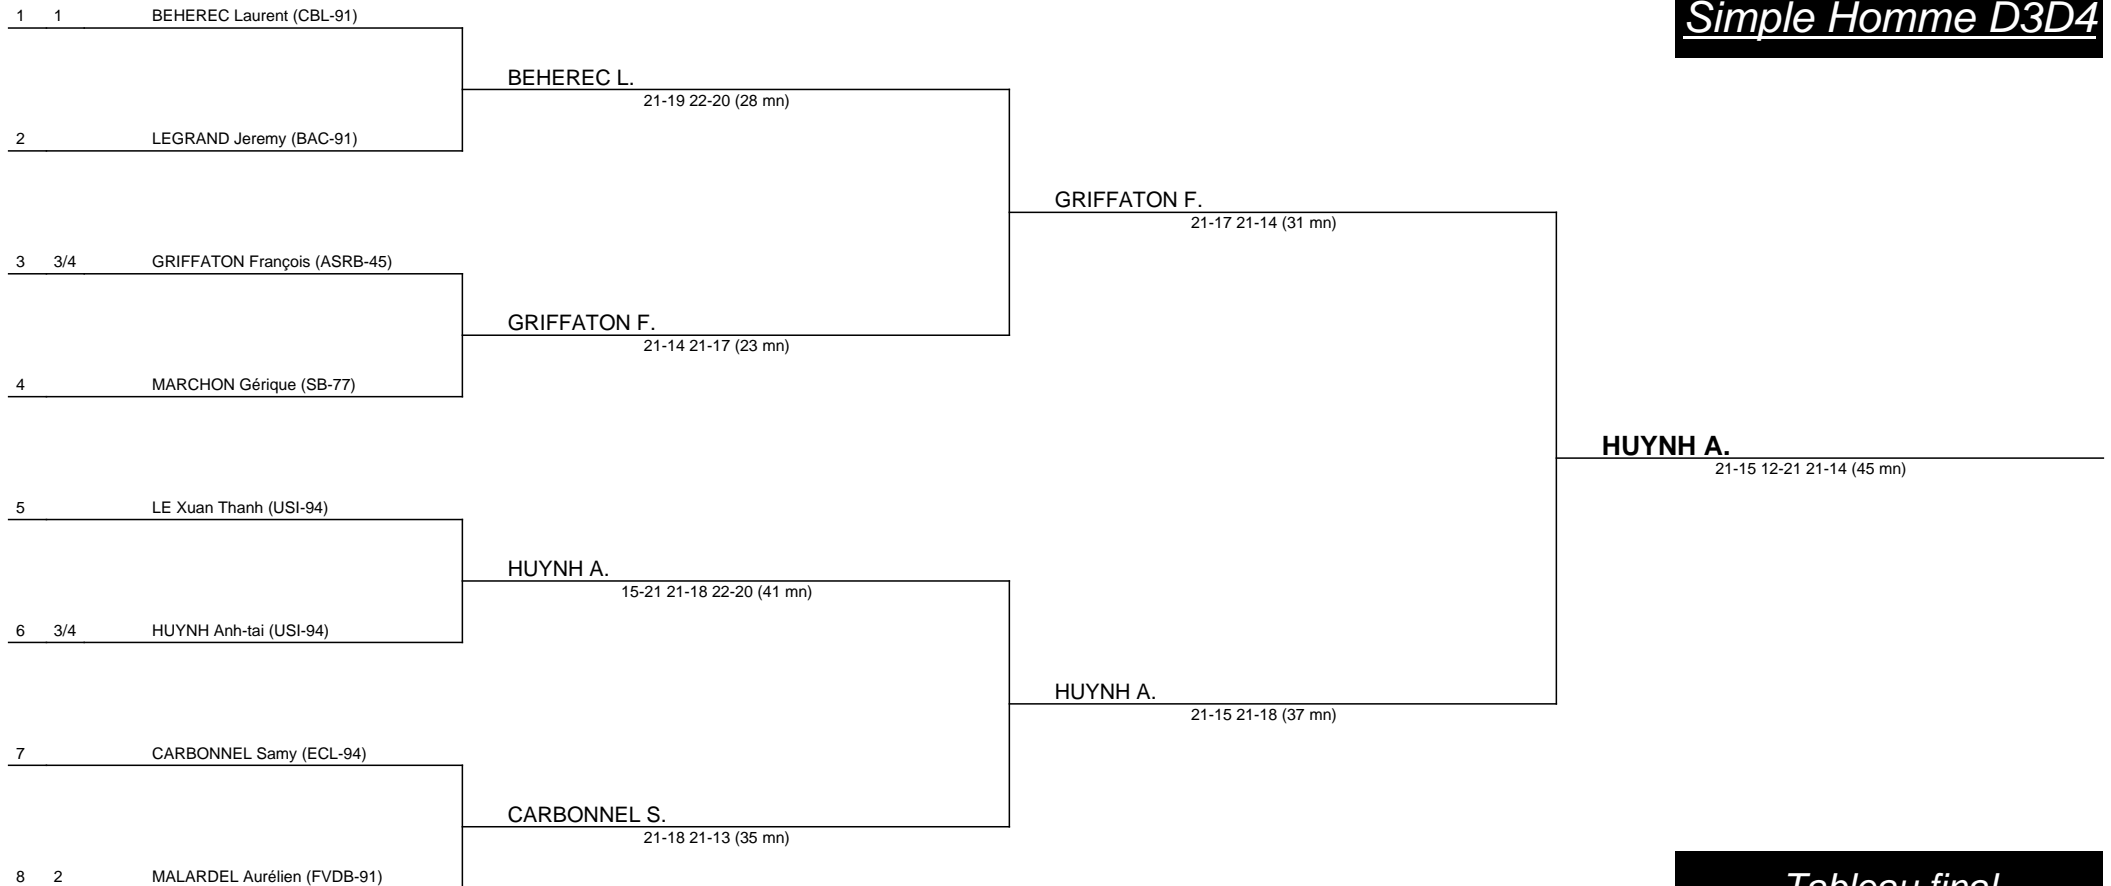 Simple Homme D3D4
1 1 BEHEREC Laurent (CBL-91)
BEHEREC L.
21-19 22-20 (28 mn)
2 LEGRAND Jeremy (BAC-91)
GRIFFATON F.
21-17 21-14 (31 mn)
3 3/4 GRIFFATON François (ASRB-45)
GRIFFATON F.
21-14 21-17 (23 mn)
4 MARCHON Gérique (SB-77)
HUYNH A.
21-15 12-21 21-14 (45 mn)
5 LE Xuan Thanh (USI-94)
HUYNH A.
15-21 21-18 22-20 (41 mn)
6 3/4 HUYNH Anh-tai (USI-94)
HUYNH A.
21-15 21-18 (37 mn)
7 CARBONNEL Samy (ECL-94)
CARBONNEL S.
21-18 21-13 (35 mn)
8 2 MALARDEL Aurélien (FVDB-91)
Tableau final